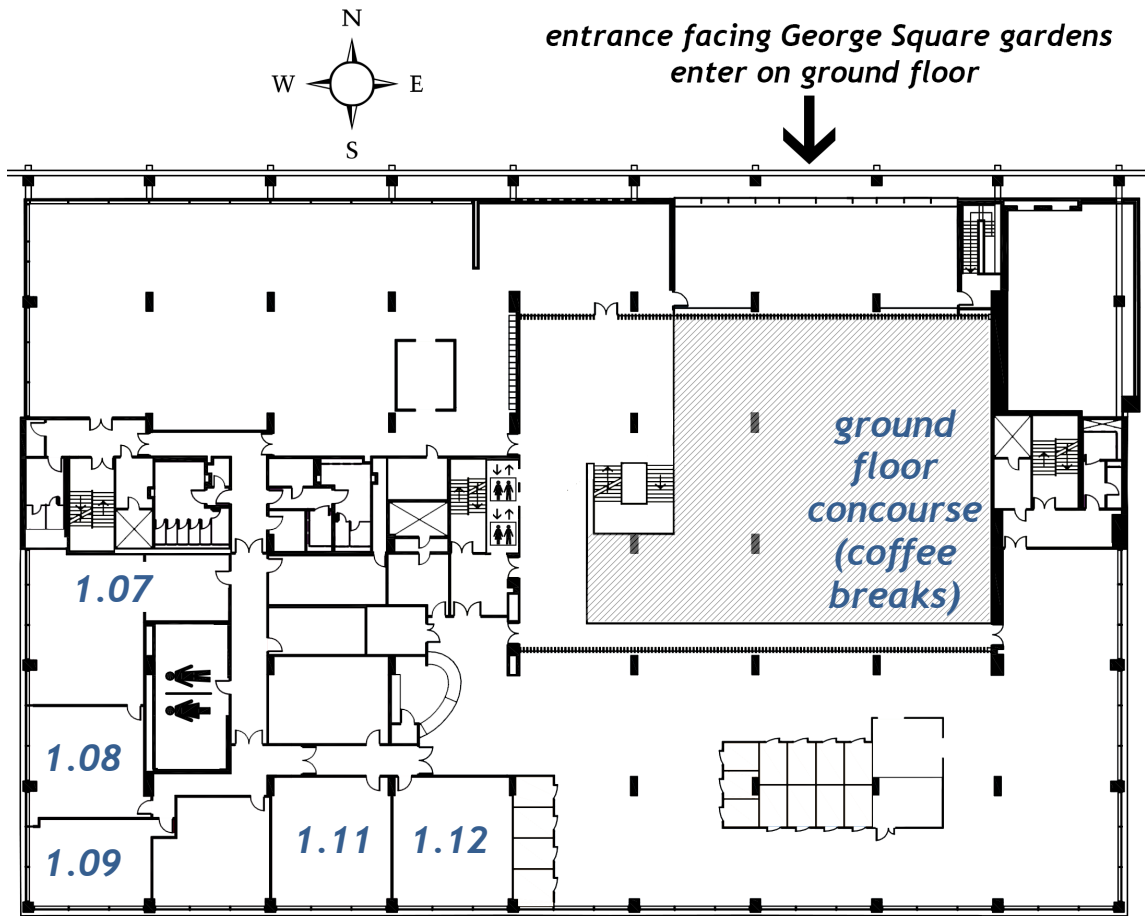 N
W E
S
entrance facing George Square gardens
enter on ground floor
ground
floor
concourse
(coffee
breaks)
1.07
1.08
1.09
1.11
1.12